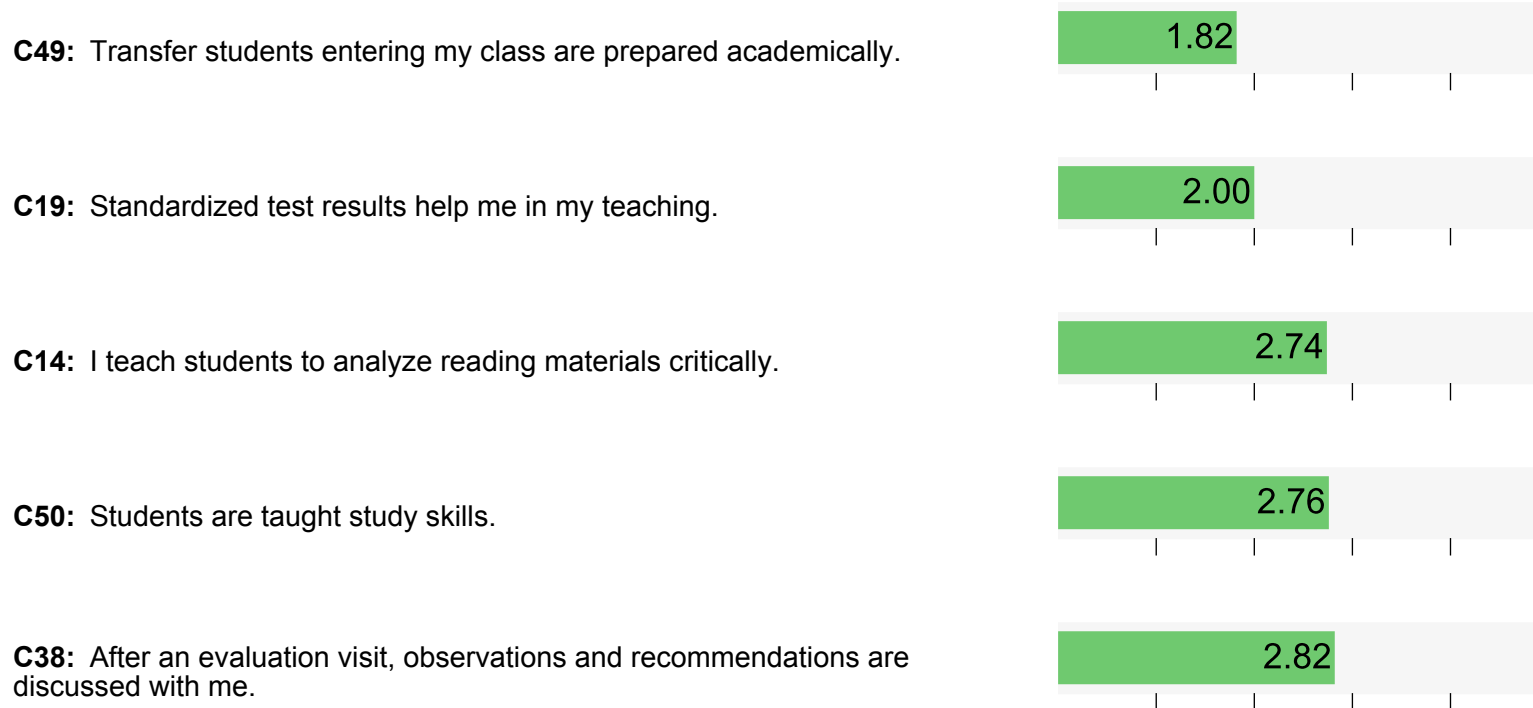 C49: Transfer students entering my class are prepared academically.
1.82
C19: Standardized test results help me in my teaching.
2.00
C14: I teach students to analyze reading materials critically.
2.74
C50: Students are taught study skills.
2.76
C38: After an evaluation visit, observations and recommendations are
discussed with me.
2.82